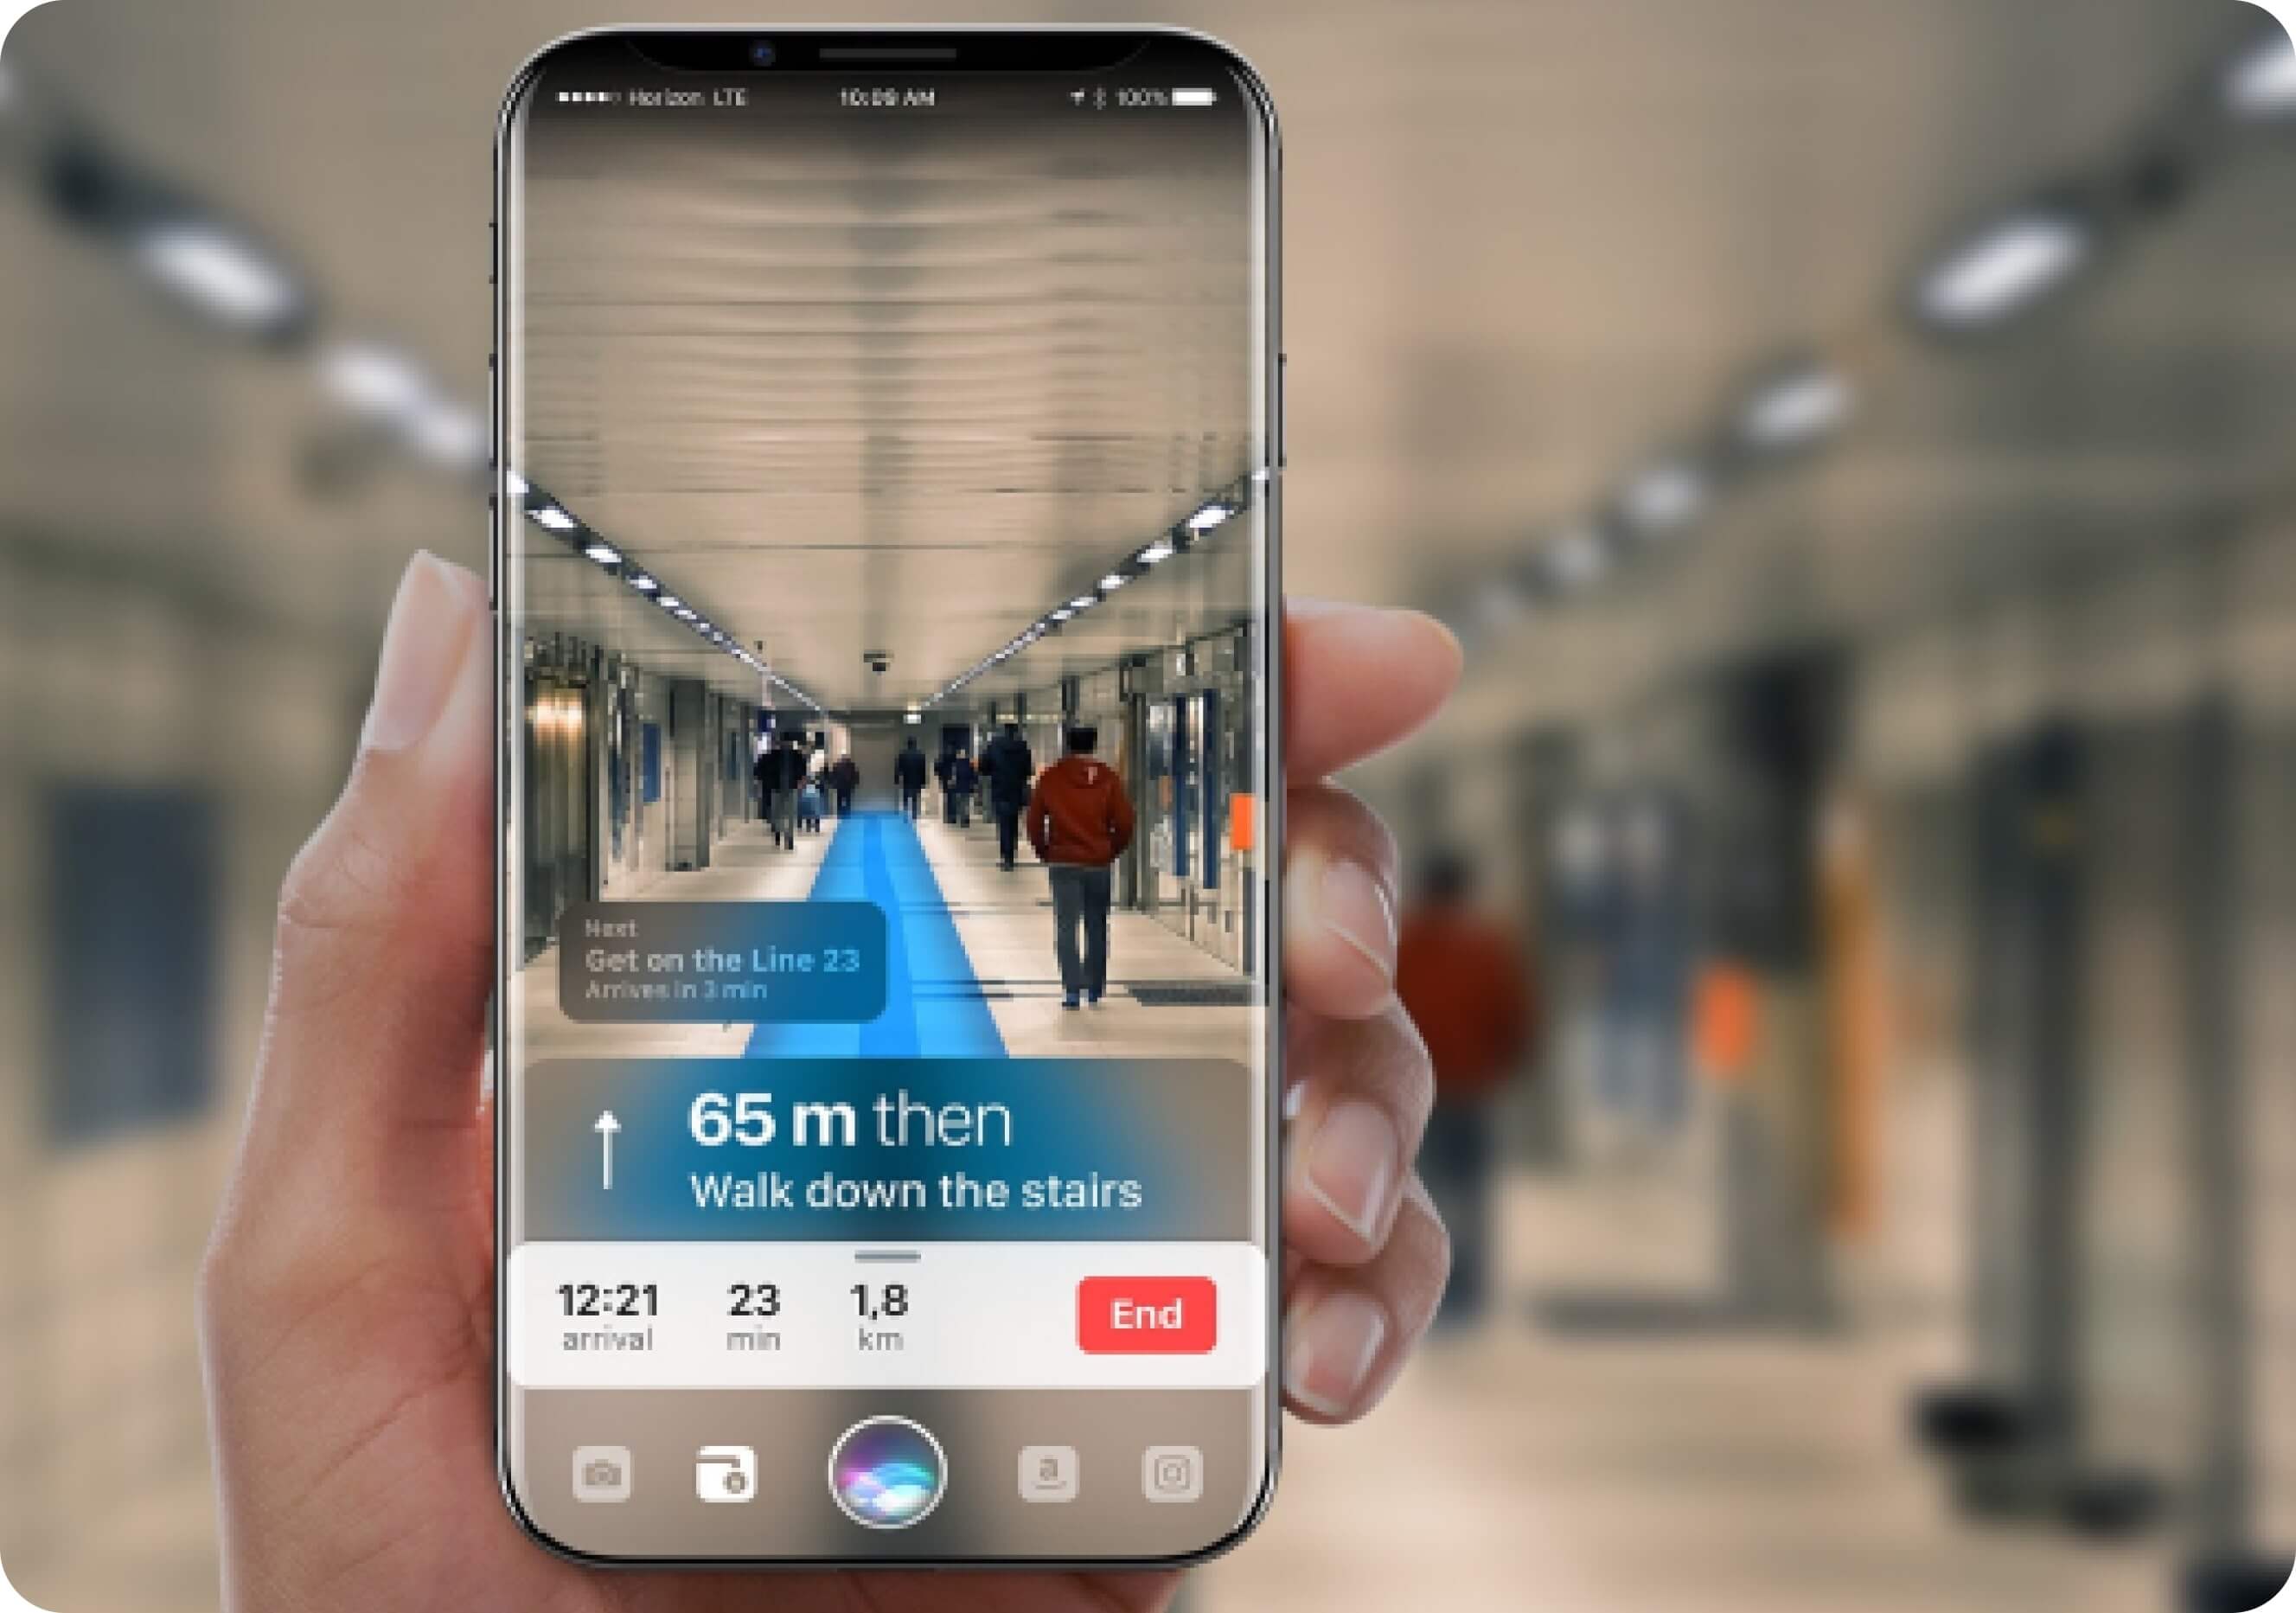 Horizon LTE 10:09 AM 100%
Next
Get on the Line 23
Arrives in 3 min
65 m then
Walk down the stairs
12:21 23 1,8 End
arrival min km
a